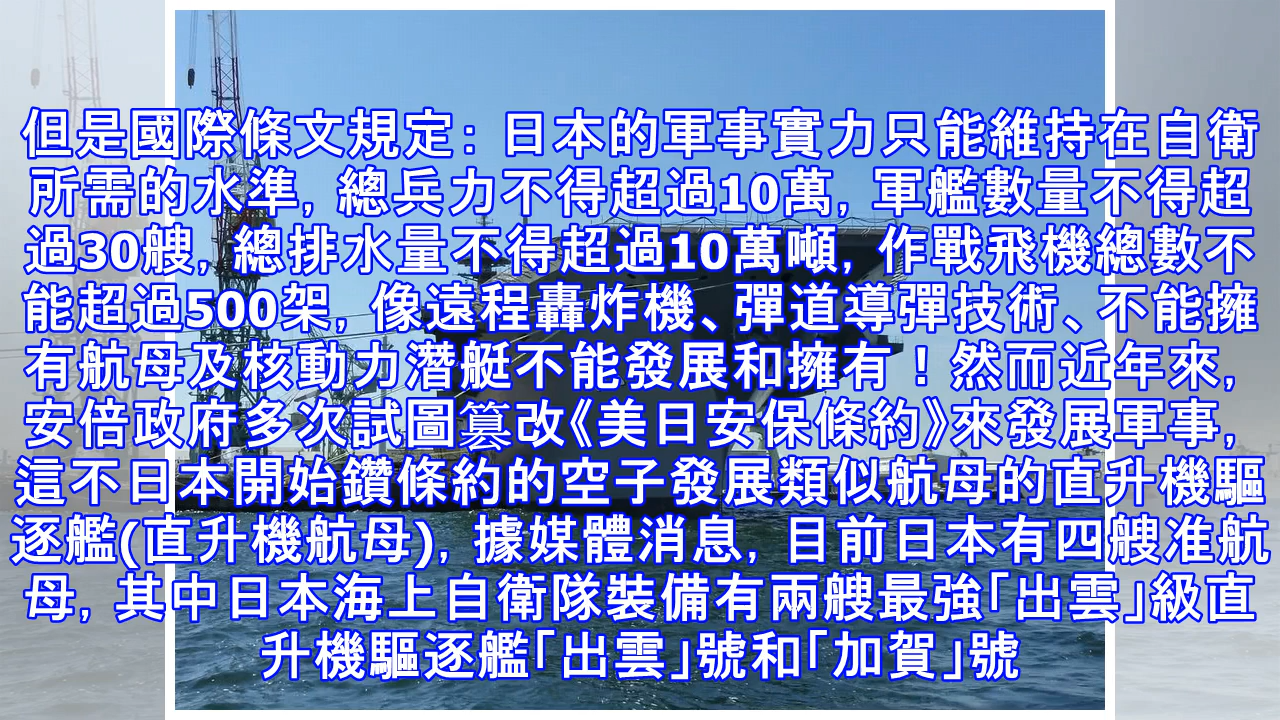 但是國際條文規定：日本的軍事實力只能維持在自衛
所需的水準，總兵力不得超過10萬，軍艦數量不得超
過30艘，總排水量不得超過10萬噸，作戰飛機總數不
能超過500架，像遠程轟炸機、彈道導彈技術、不能擁
有航母及核動力潛艇不能發展和擁有！然而近年來，
安倍政府多次試圖篡改《美日安保條約》來發展軍事，
這不日本開始鑽條約的空子發展類似航母的直升機驅
逐艦(直升機航母)，據媒體消息，目前日本有四艘准航
母，其中日本海上自衛隊裝備有兩艘最強「出雲」級直
升機驅逐艦「出雲」號和「加賀」號